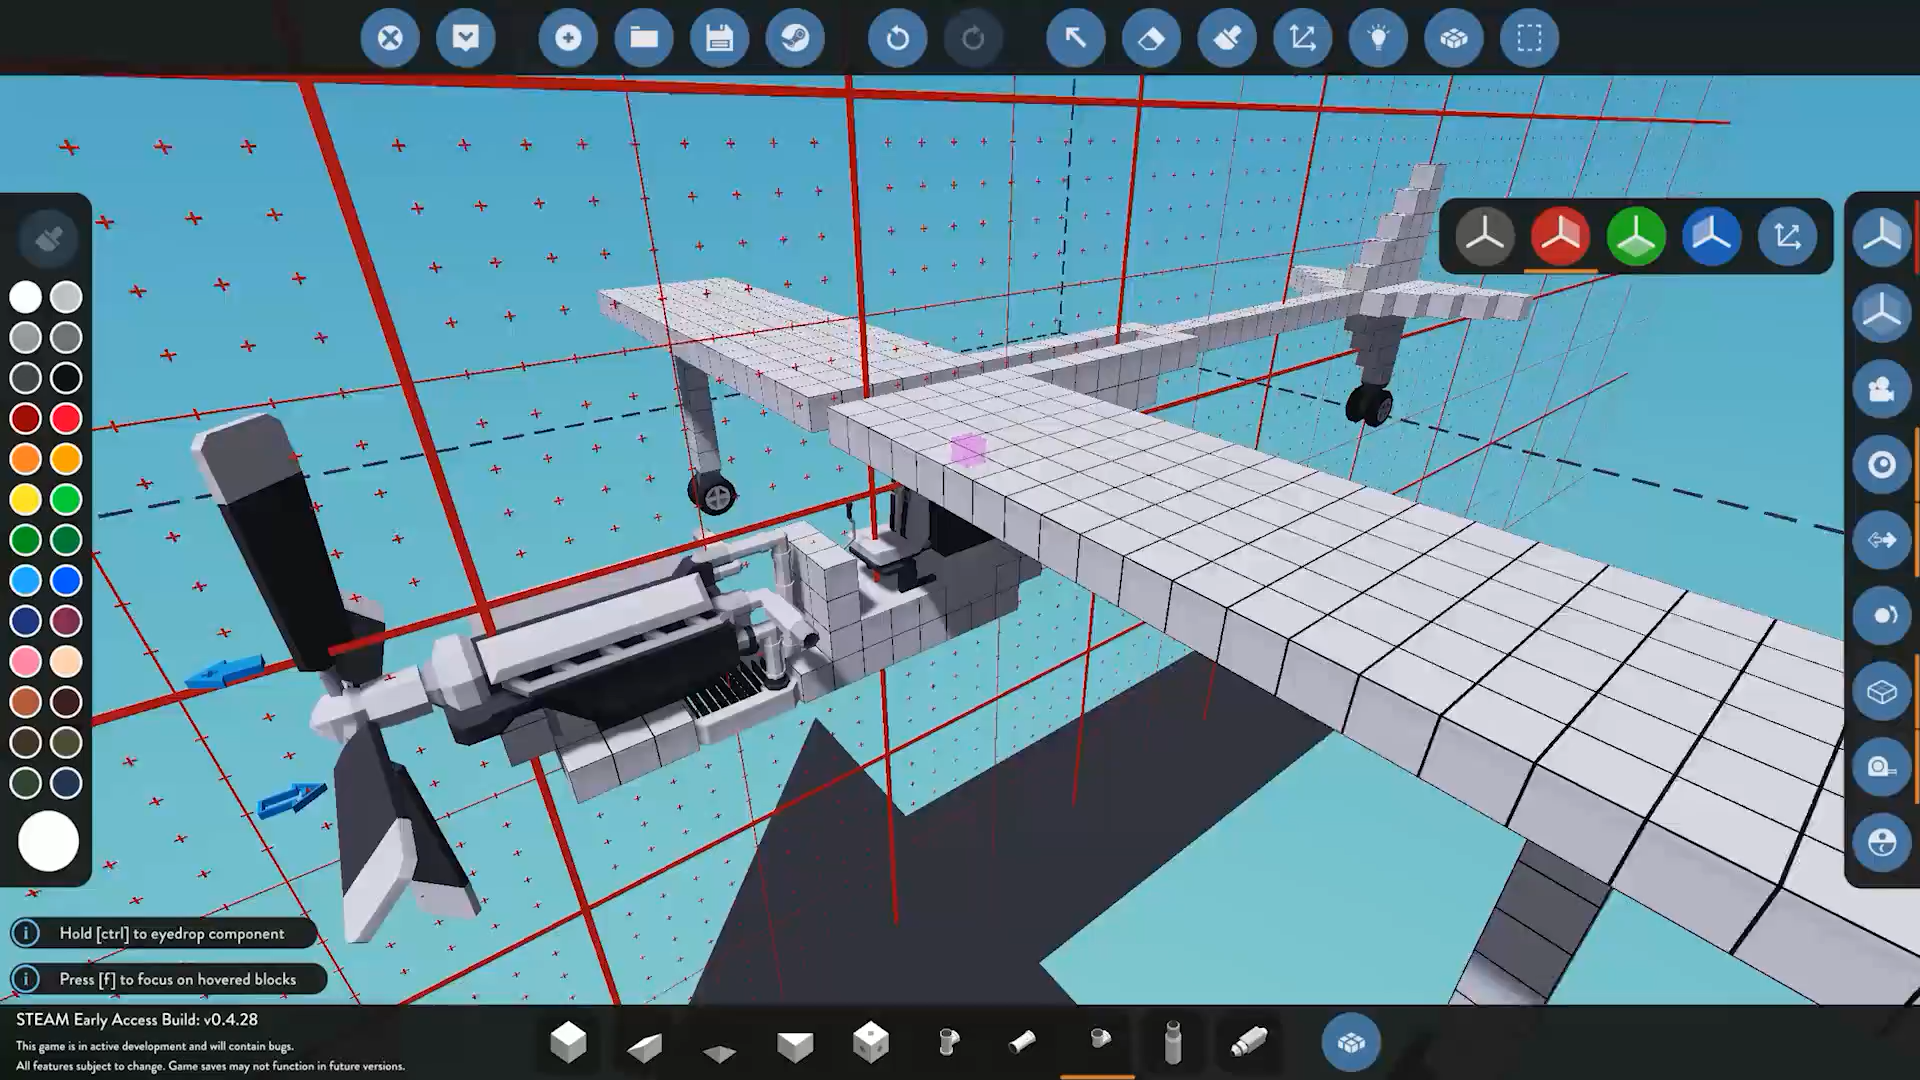 Hold [ctrl] to eyedrop component
Press [f] to focus on hovered blocks
STEAM Early Access Build: v0.4.28
This game is in active development and will contain bugs.
All features subject to change. Game saves may not function in future versions.